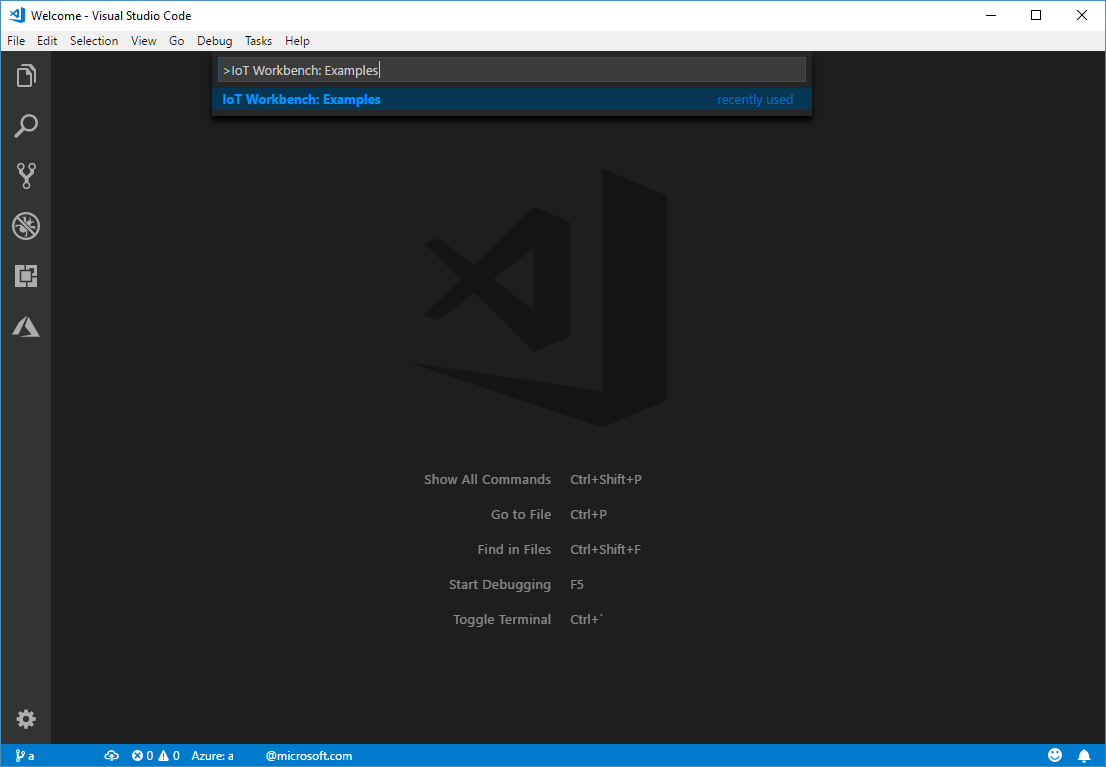 Welcome - Visual Studio Code
File Edit Selection View Go Debug Tasks Help
>IoT Workbench: Examples
IoT Workbench: Examples recently used
Show All Commands Ctrl+Shift+P
Go to File Ctrl+P
Find in Files Ctrl+Shift+F
Start Debugging F5
Toggle Terminal Ctrl+`
a 0 0 Azure: a @microsoft.com